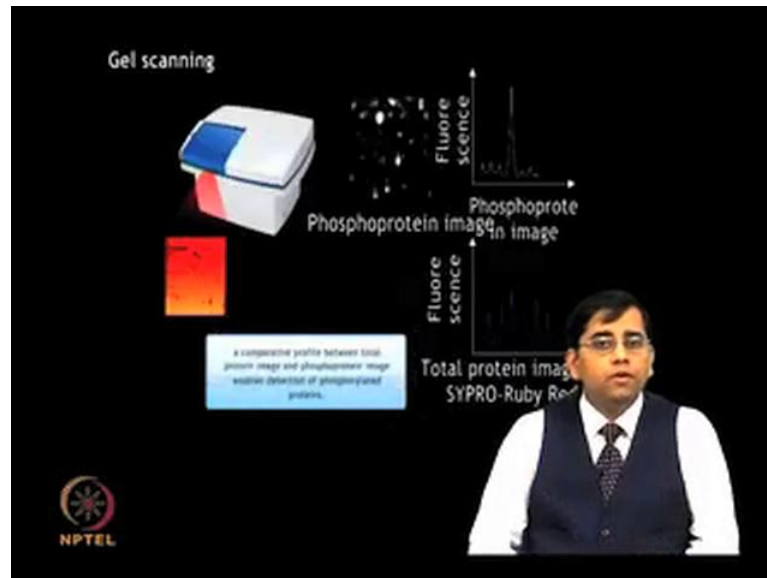 Gel scanning
Fluore
scence
Phosphoprotein image
Phosphoprote
in image
Fluore
scence
a comparative profile between total
protein image and phosphoprotein image
enables detection of phosphorylated
proteins.
Total protein imag
SYPRO-Ruby Red
NPTEL